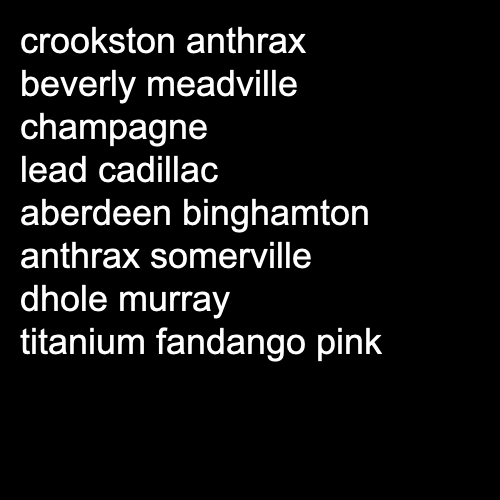 crookston anthrax
beverly meadville
champagne
lead cadillac
aberdeen binghamton
anthrax somerville
dhole murray
titanium fandango pink